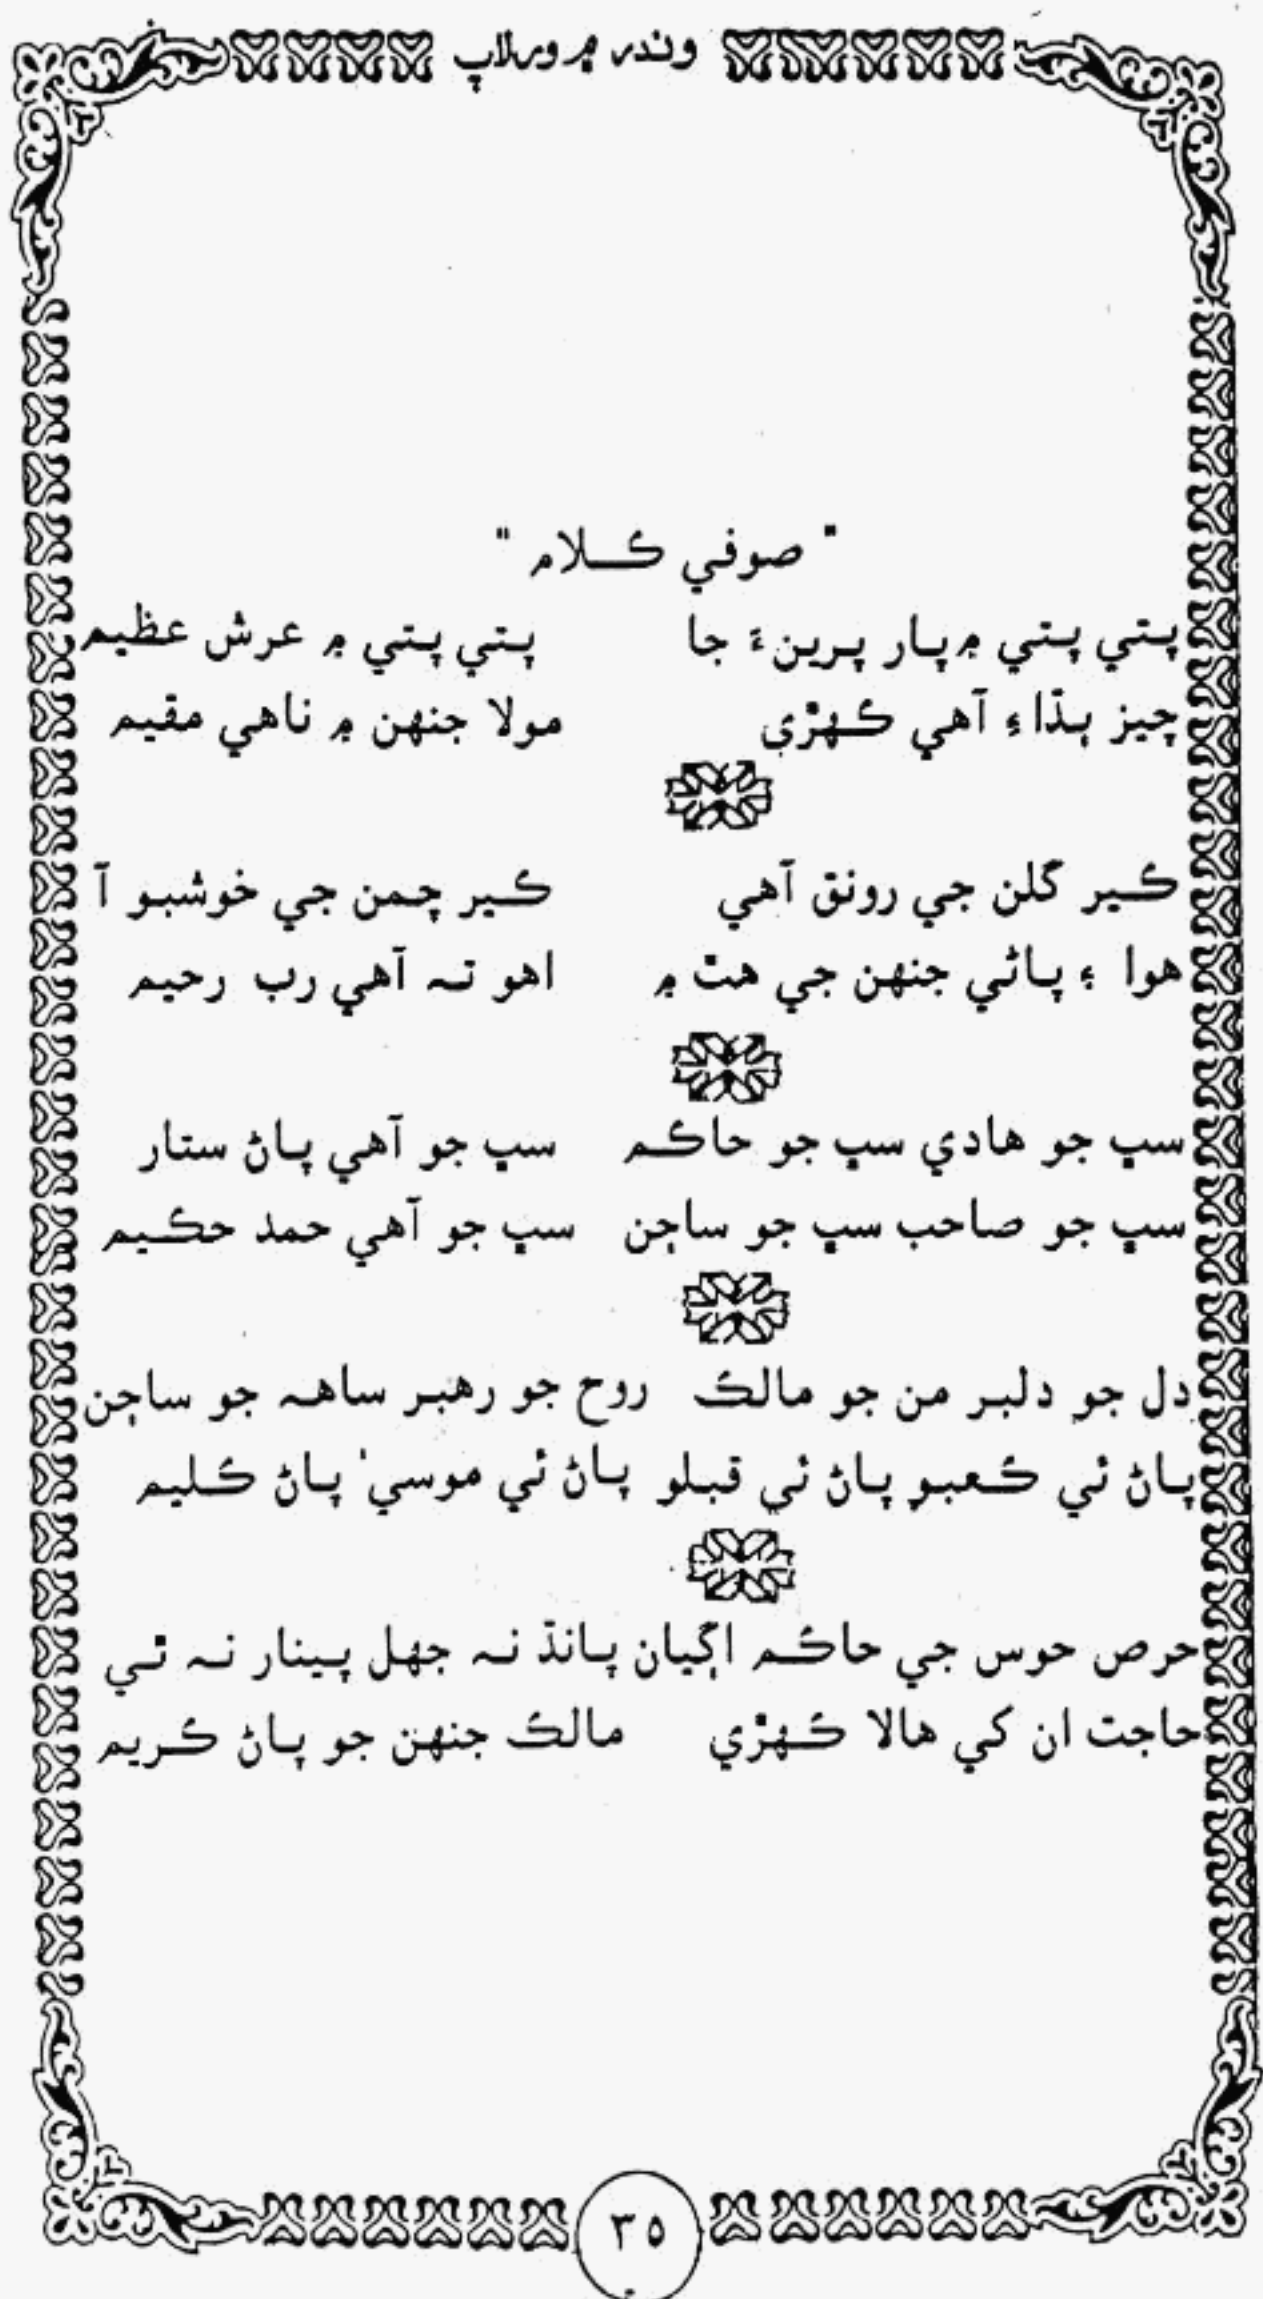 وندر ۾ ورلاپ
" صوفي ڪلام "
پتي پتي ۾ پار پرينءَ جا پتي پتي ۾ عرش عظيم
چيز ٻڌاءِ آهي ڪهڙي مولا جنهن ۾ ناهي مقيم
ڪير گلن جي رونق آهي ڪير چمن جي خوشبو آ
هوا ۽ پاڻي جنهن جي هٿ ۾ اهو تہ آهي رب رحيم
سڀ جو هادي سڀ جو حاڪم سڀ جو آهي پاڻ ستار
سڀ جو صاحب سڀ جو ساجن سڀ جو آهي حمد حڪيم
دل جو دلبر من جو مالڪ روح جو رهبر ساهہ جو ساجن
پاڻ ئي ڪعبو پاڻ ئي قبلو پاڻ ئي موسيٰ پاڻ ڪليم
حرص حوس جي حاڪم اڳيان پاند نہ جهل پينار نہ ٿي
حاجت ان کي هالا ڪهڙي مالڪ جنهن جو پاڻ ڪريم
٣٥